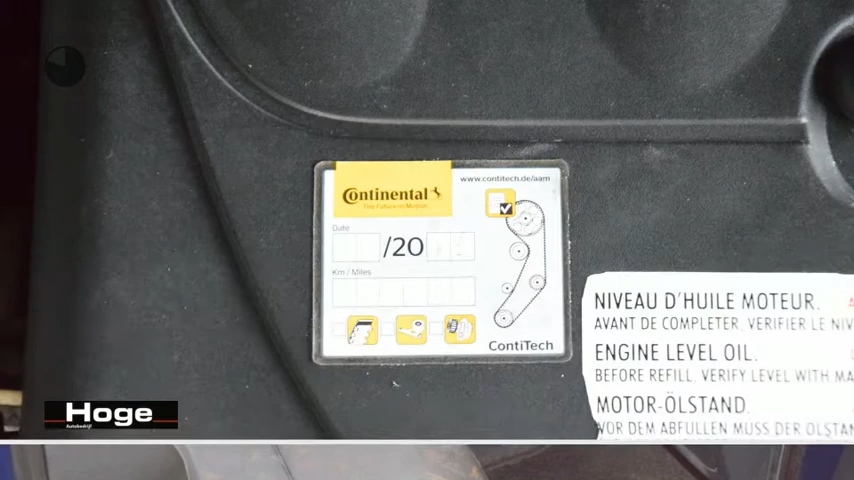 Continental
The Future in Motion
www.contitech.de/aam
Date
/20
Km / Miles
ContiTech
NIVEAU D'HUILE MOTEUR.
AVANT DE COMPLETER, VERIFIER LE NIV
ENGINE LEVEL OIL.
BEFORE REFILL, VERIFY LEVEL WITH MA
MOTOR-ÖLSTAND.
VOR DEM ABFÜLLEN MUSS DER ÖLSTAN
Hoge
Autobedrijf